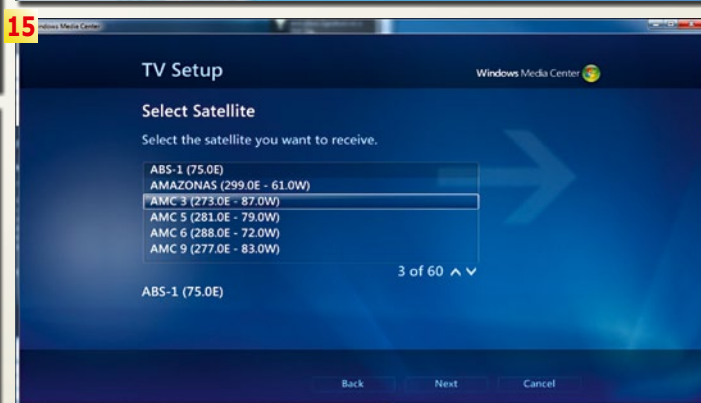 15
Windows Media Center
TV Setup
Windows Media Center
Select Satellite
Select the satellite you want to receive.
ABS-1 (75.0E)
AMAZONAS (299.0E - 61.0W)
AMC 3 (273.0E - 87.0W)
AMC 5 (281.0E - 79.0W)
AMC 6 (288.0E - 72.0W)
AMC 9 (277.0E - 83.0W)
3 of 60
ABS-1 (75.0E)
Back Next Cancel